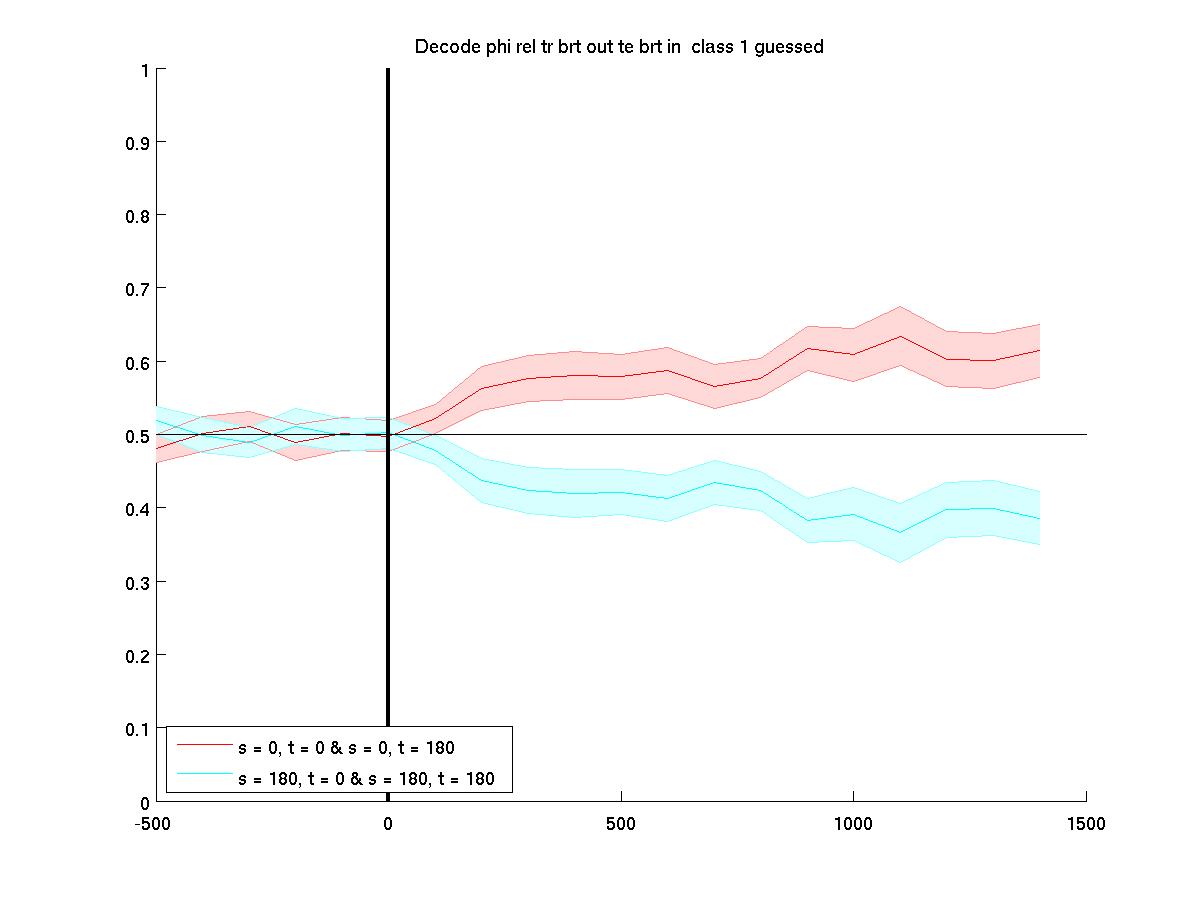 Decode phi rel tr brt out te brt in class 1 guessed
1
0.9
0.8
0.7
0.6
0.5
0.4
0.3
0.2
0.1
0
s = 0, t = 0 & s = 0, t = 180
s = 180, t = 0 & s = 180, t = 180
-500 0 500 1000 1500